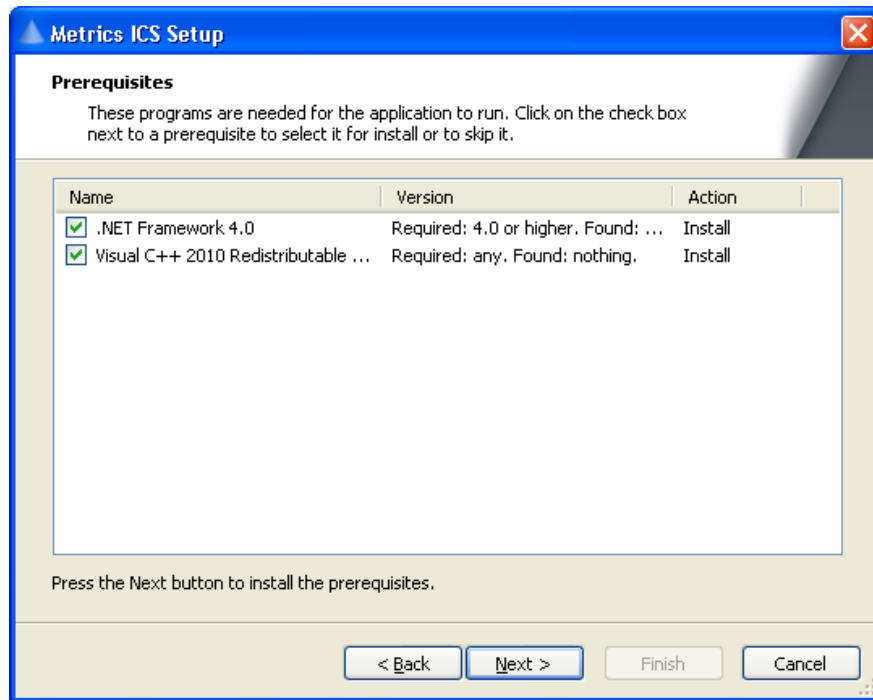 Metrics ICS Setup
Prerequisites
These programs are needed for the application to run. Click on the check box
next to a prerequisite to select it for install or to skip it.
Name Version Action
.NET Framework 4.0 Required: 4.0 or higher. Found: ... Install
Visual C++ 2010 Redistributable ... Required: any. Found: nothing. Install
Press the Next button to install the prerequisites.
< Back Next > Finish Cancel